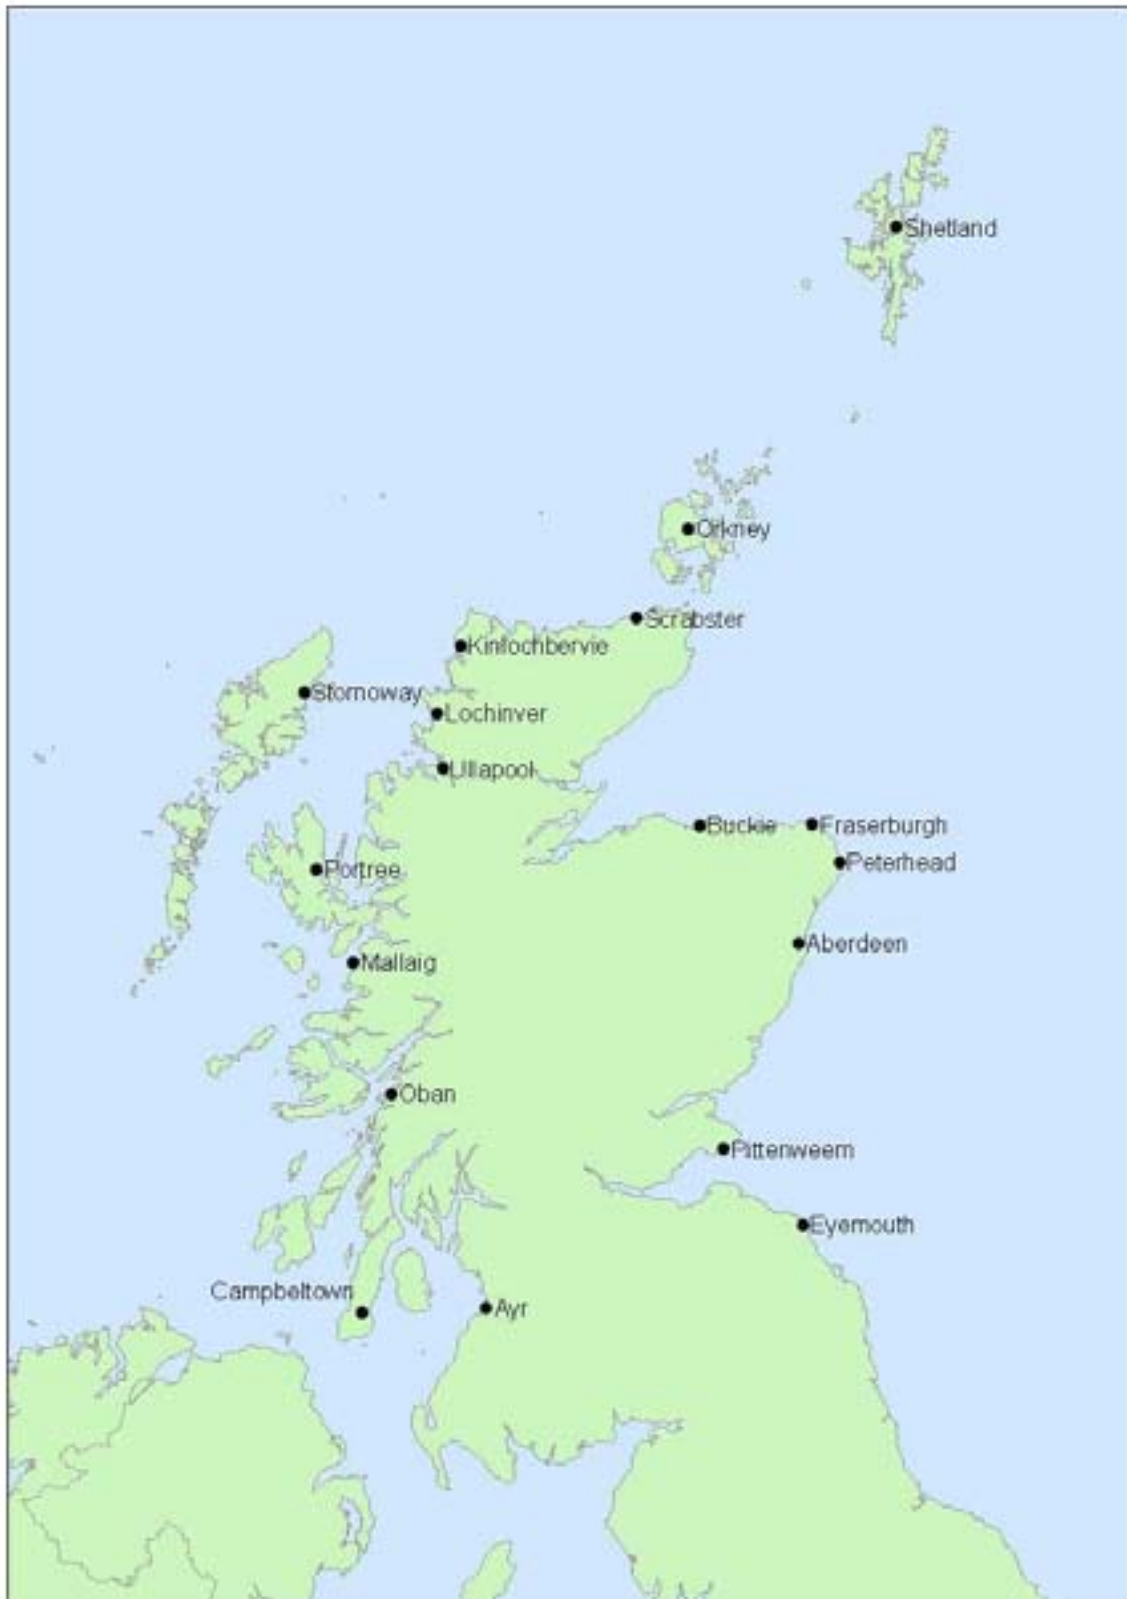 Shetland
Orkney
Scrabster
Kinlochbervie
Stornoway
Lochinver
Ullapool
Buckie
Fraserburgh
Peterhead
Portree
Aberdeen
Mallaig
Oban
Pittenweem
Eyemouth
Campbeltown
Ayr